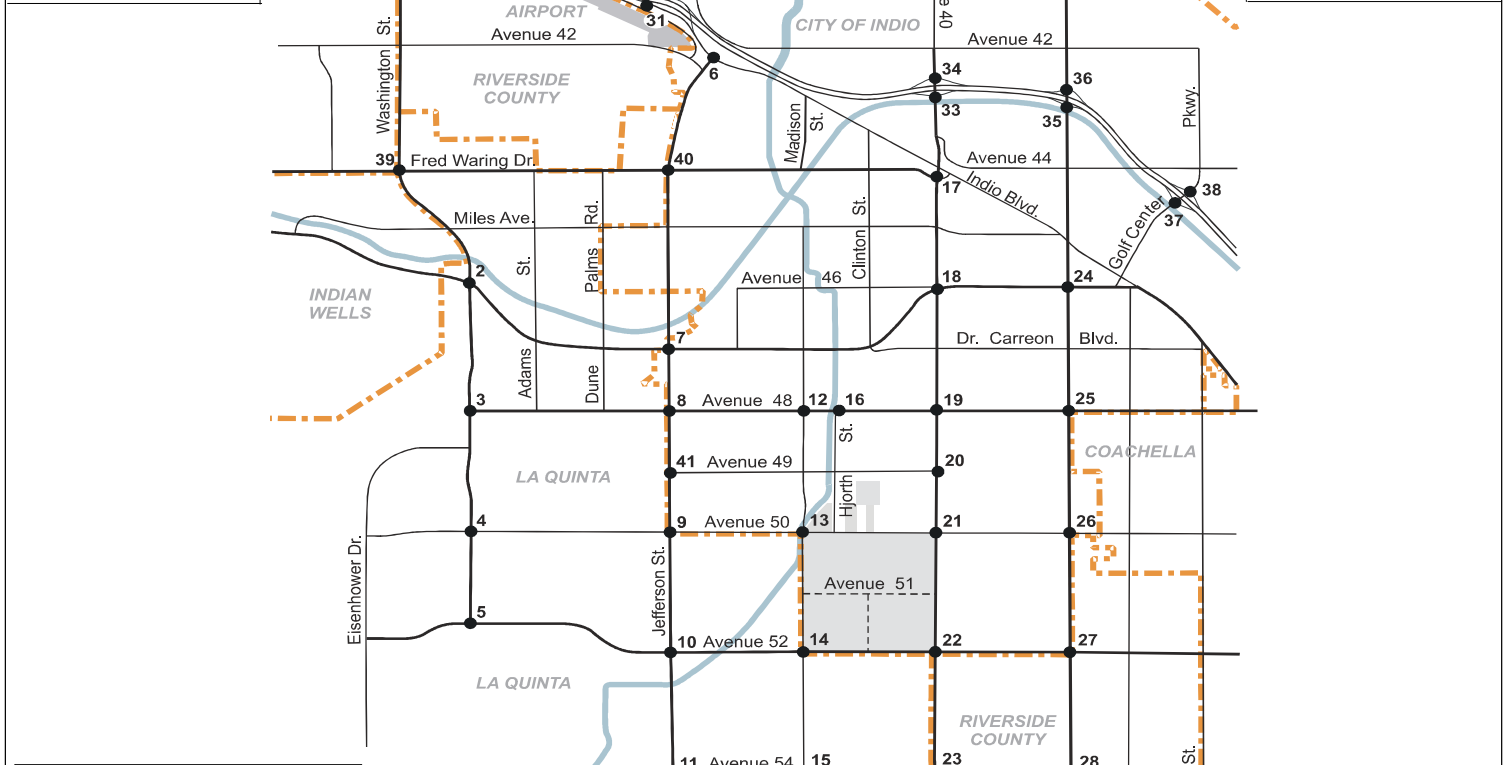 AIRPORT
31
CITY OF INDIO
e 40
St.
Avenue 42
Avenue 42
6
34
36
RIVERSIDE
COUNTY
Washington
33
35
Madison
St.
Pkwy.
39
Fred Waring Dr.
40
Avenue 44
17
Indio Blvd.
38
37
Golf Center
Miles Ave.
Rd.
St.
Clinton
2
St.
Palms
Avenue 46
18
24
INDIAN
WELLS
7
Dr. Carreon Blvd.
Adams
Dune
3
8
Avenue 48
12
16
19
25
St.
COACHELLA
41
Avenue 49
20
LA QUINTA
Hjorth
4
9
Avenue 50
13
21
26
Eisenhower Dr.
Jefferson St.
Avenue 51
5
10
Avenue 52
14
22
27
LA QUINTA
RIVERSIDE
COUNTY
St.
11
Avenue 54
15
23
28